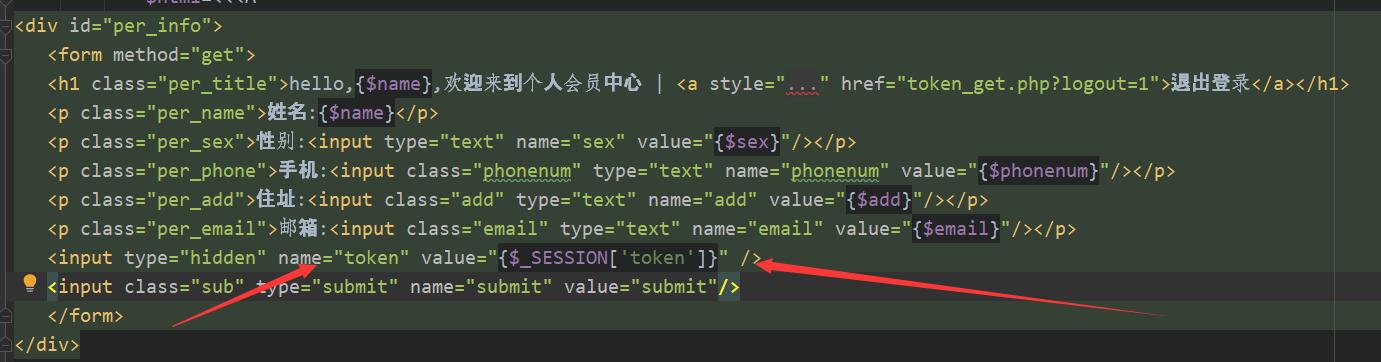 <div id="per_info">
<form method="get">
<h1 class="per_title">hello,{$name},欢迎来到个人会员中心 | <a style="..." href="token_get.php?logout=1">退出登录</a></h1>
<p class="per_name">姓名:{$name}</p>
<p class="per_sex">性别:<input type="text" name="sex" value="{$sex}"/></p>
<p class="per_phone">手机:<input class="phonenum" type="text" name="phonenum" value="{$phonenum}"/></p>
<p class="per_add">住址:<input class="add" type="text" name="add" value="{$add}"/></p>
<p class="per_email">邮箱:<input class="email" type="text" name="email" value="{$email}"/></p>
<input type="hidden" name="token" value="{$_SESSION['token']}" />
<input class="sub" type="submit" name="submit" value="submit"/>
</form>
</div>